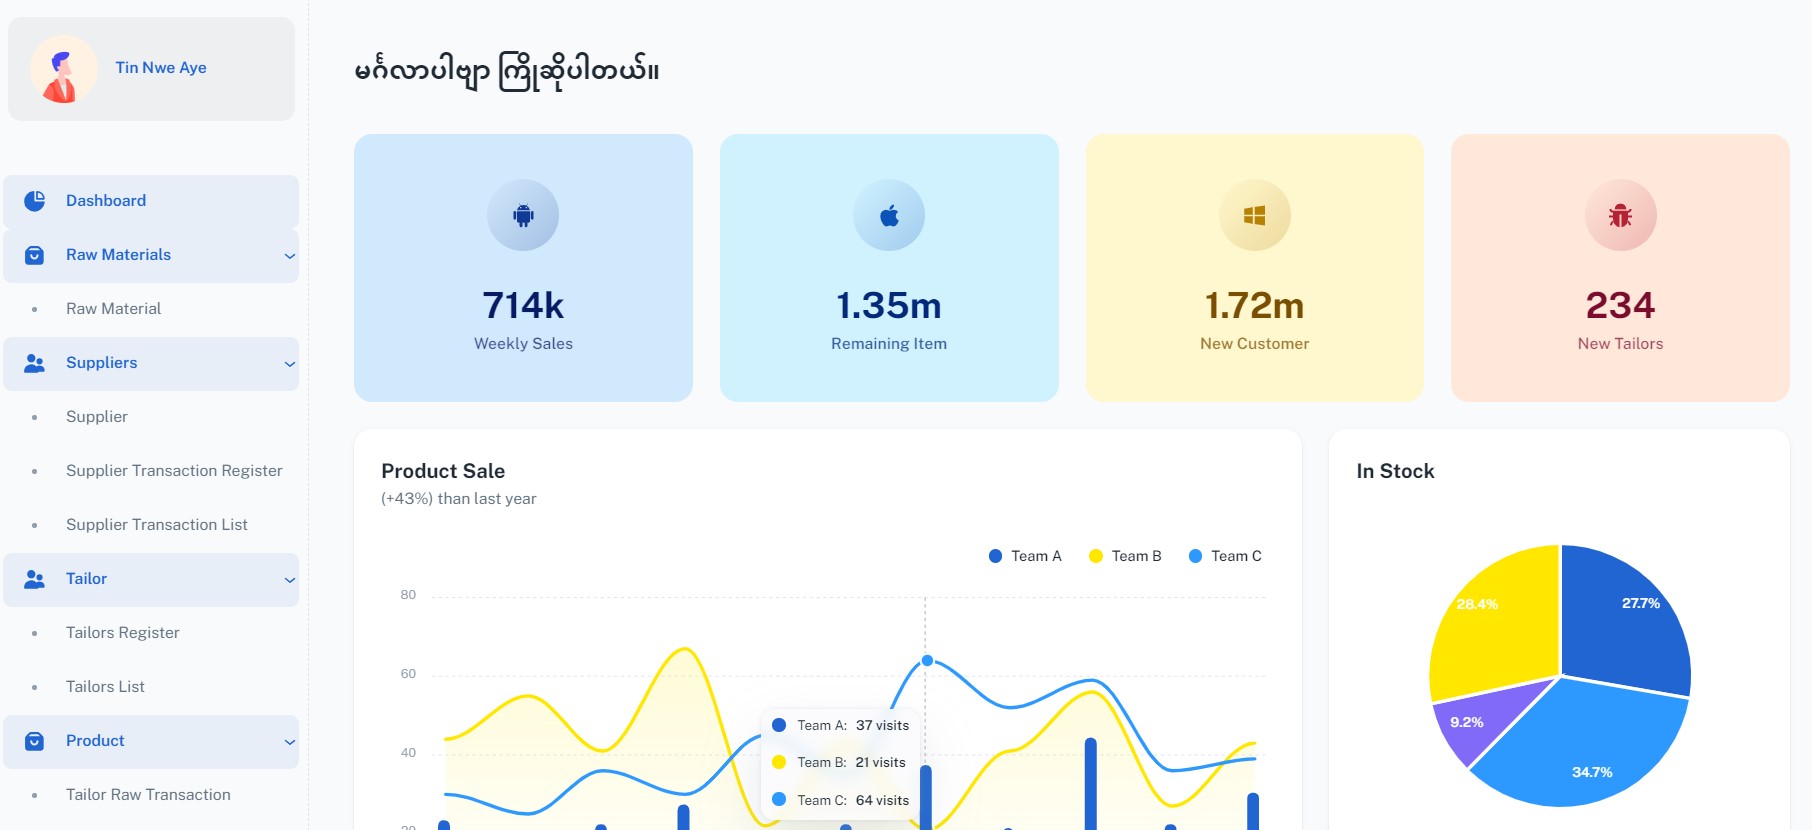 Tin Nwe Aye
Dashboard
Raw Materials
Raw Material
Suppliers
Supplier
Supplier Transaction Register
Supplier Transaction List
Tailor
Tailors Register
Tailors List
Product
Tailor Raw Transaction
မင်္ဂလာပါဗျာ ကြိုဆိုပါတယ်။
714k
Weekly Sales
1.35m
Remaining Item
1.72m
New Customer
234
New Tailors
Product Sale
(+43%) than last year
Team A Team B Team C
80
60
40
20
Team A: 37 visits
Team B: 21 visits
Team C: 64 visits
In Stock
28.4%
27.7%
9.2%
34.7%